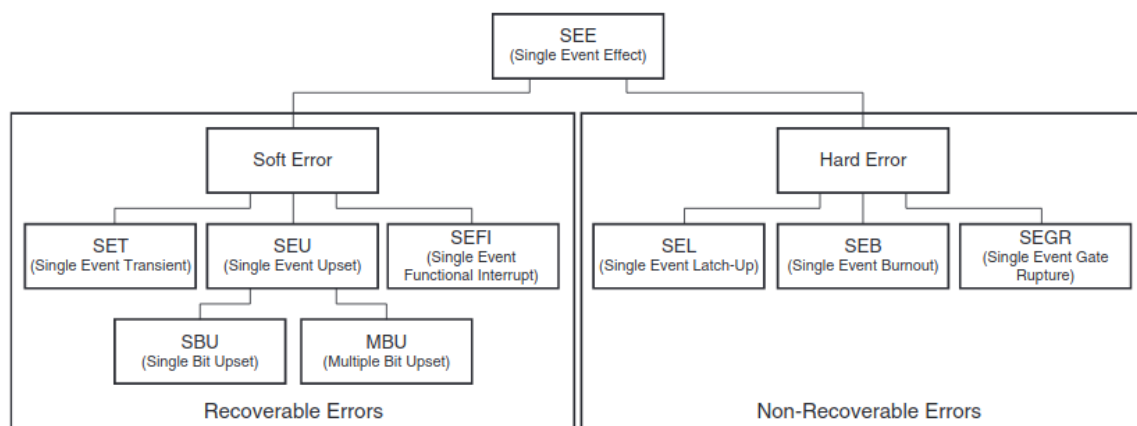 SEE
(Single Event Effect)
Soft Error
Hard Error
SET
(Single Event Transient)
SEU
(Single Event Upset)
SEFI
(Single Event
Functional Interrupt)
SEL
(Single Event Latch-Up)
SEB
(Single Event Burnout)
SEGR
(Single Event Gate
Rupture)
SBU
(Single Bit Upset)
MBU
(Multiple Bit Upset)
Recoverable Errors
Non-Recoverable Errors